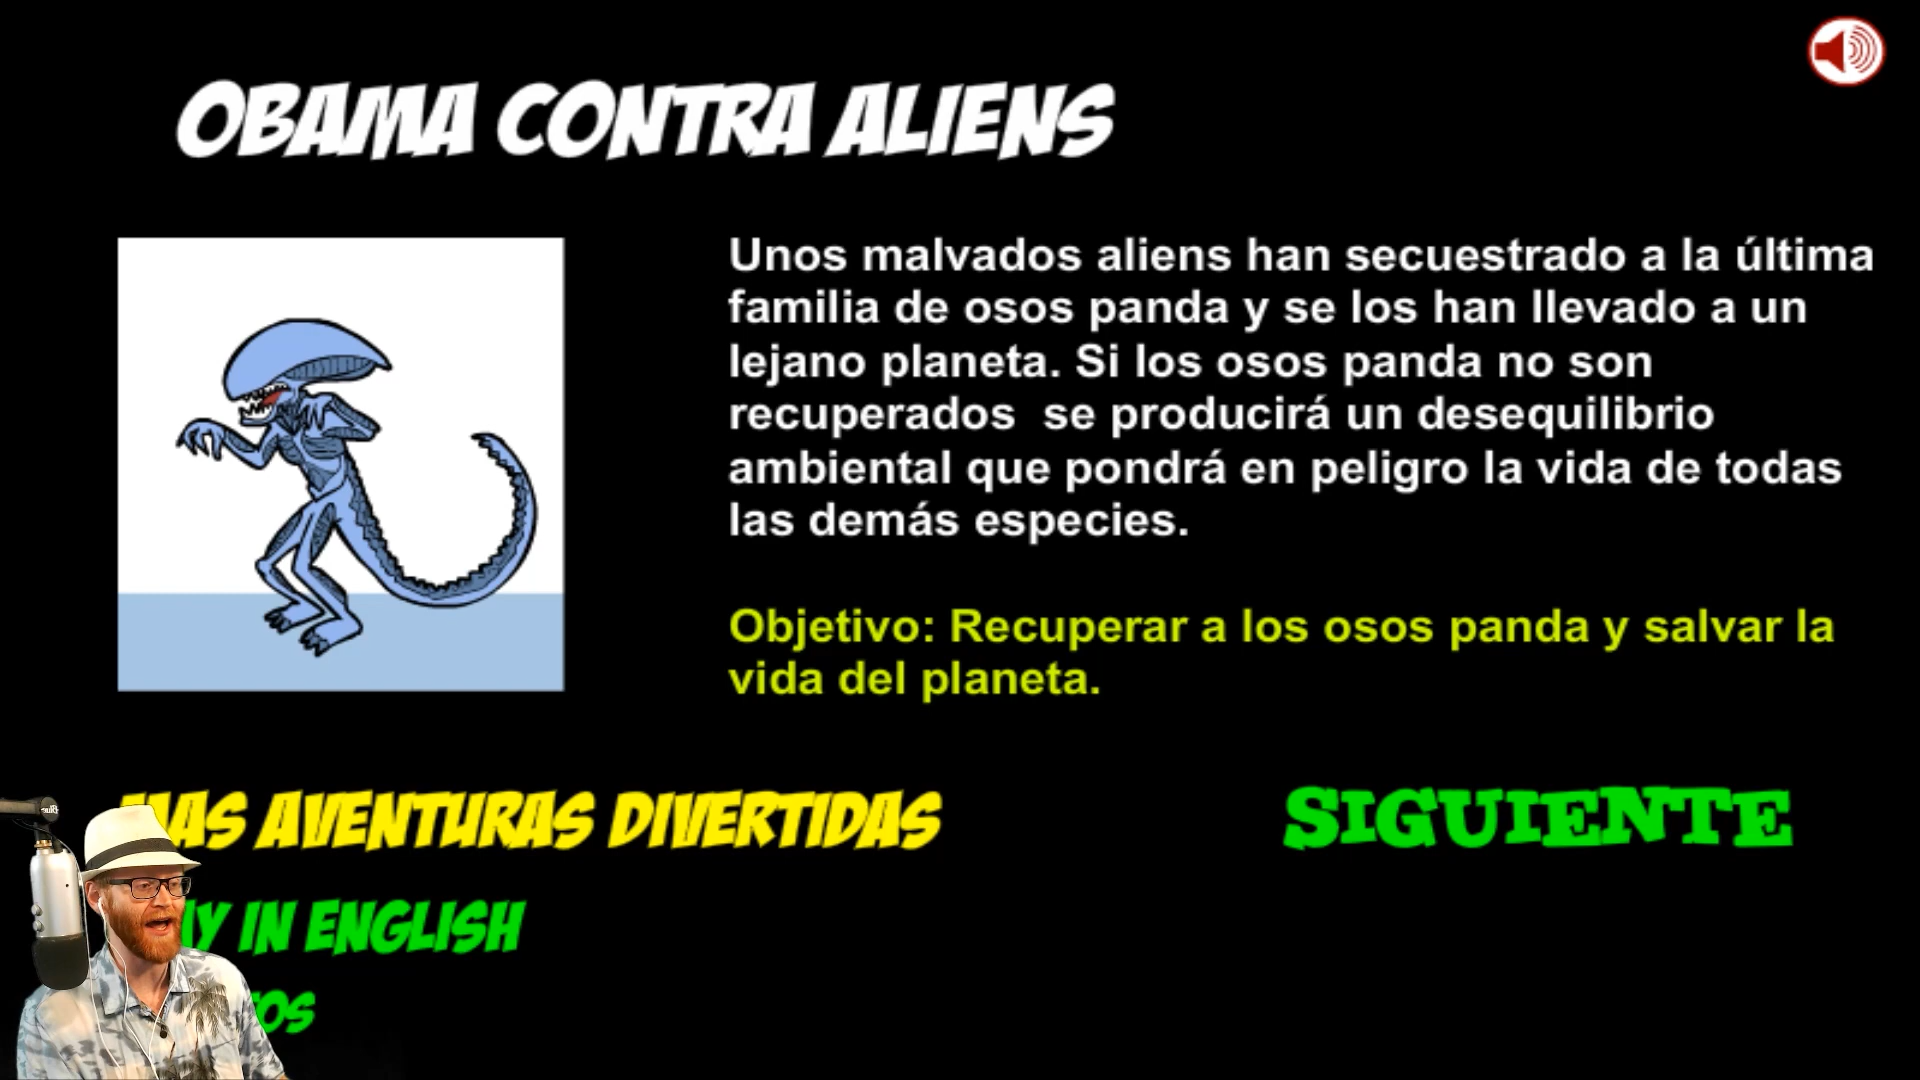 OBAMA CONTRA ALIENS
Unos malvados aliens han secuestrado a la última
familia de osos panda y se los han llevado a un
lejano planeta. Si los osos panda no son
recuperados  se producirá un desequilibrio
ambiental que pondrá en peligro la vida de todas
las demás especies.
Objetivo: Recuperar a los osos panda y salvar la
vida del planeta.
MAS AVENTURAS DIVERTIDAS
SIGUIENTE
IN ENGLISH